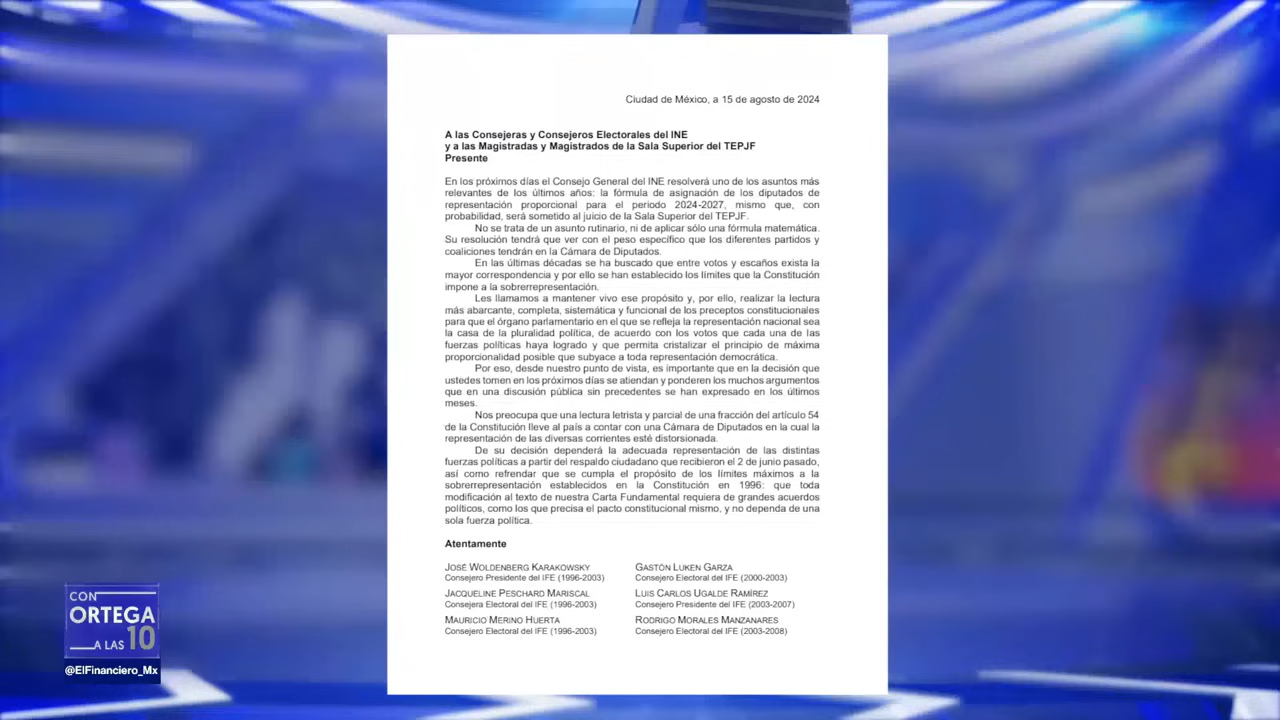 Ciudad de México, a 15 de agosto de 2024
A las Consejeras y Consejeros Electorales del INE
y a las Magistradas y Magistrados de la Sala Superior del TEPJF
Presente
En los próximos días el Consejo General del INE resolverá uno de los asuntos más
relevantes de los últimos años: la fórmula de asignación de los diputados de
representación proporcional para el periodo 2024-2027, mismo que, con
probabilidad, será sometido al juicio de la Sala Superior del TEPJF.
No se trata de un asunto rutinario, ni de aplicar sólo una fórmula matemática.
Su resolución tendrá que ver con el peso específico que los diferentes partidos y
coaliciones tendrán en la Cámara de Diputados.
En las últimas décadas se ha buscado que entre votos y escaños exista la
mayor correspondencia y por ello se han establecido los límites que la Constitución
impone a la sobrerrepresentación.
Les llamamos a mantener vivo ese propósito y, por ello, realizar la lectura
más abarcante, completa, sistemática y funcional de los preceptos constitucionales
para que el órgano parlamentario en el que se refleja la representación nacional sea
la casa de la pluralidad política, de acuerdo con los votos que cada una de las
fuerzas políticas haya logrado y que permita cristalizar el principio de máxima
proporcionalidad posible que subyace a toda representación democrática.
Por eso, desde nuestro punto de vista, es importante que en la decisión que
ustedes tomen en los próximos días se atiendan y ponderen los muchos argumentos
que en una discusión pública sin precedentes se han expresado en los últimos
meses.
Nos preocupa que una lectura letrista y parcial de una fracción del artículo 54
de la Constitución lleve al país a contar con una Cámara de Diputados en la cual la
representación de las diversas corrientes esté distorsionada.
De su decisión dependerá la adecuada representación de las distintas
fuerzas políticas a partir del respaldo ciudadano que recibieron el 2 de junio pasado,
así como refrendar que se cumpla el propósito de los límites máximos a la
sobrerrepresentación establecidos en la Constitución en 1996: que toda
modificación al texto de nuestra Carta Fundamental requiera de grandes acuerdos
políticos, como los que precisa el pacto constitucional mismo, y no dependa de una
sola fuerza política.
Atentamente
JOSÉ WOLDENBERG KARAKOWSKY
Consejero Presidente del IFE (1996-2003)
JACQUELINE PESCHARD MARISCAL
Consejera Electoral del IFE (1996-2003)
MAURICIO MERINO HUERTA
Consejero Electoral del IFE (1996-2003)
GASTÓN LUKEN GARZA
Consejero Electoral del IFE (2000-2003)
LUIS CARLOS UGALDE RAMÍREZ
Consejero Presidente del IFE (2003-2007)
RODRIGO MORALES MANZANARES
Consejero Electoral del IFE (2003-2008)
CON
ORTEGA
A LAS 10
@ElFinanciero_Mx